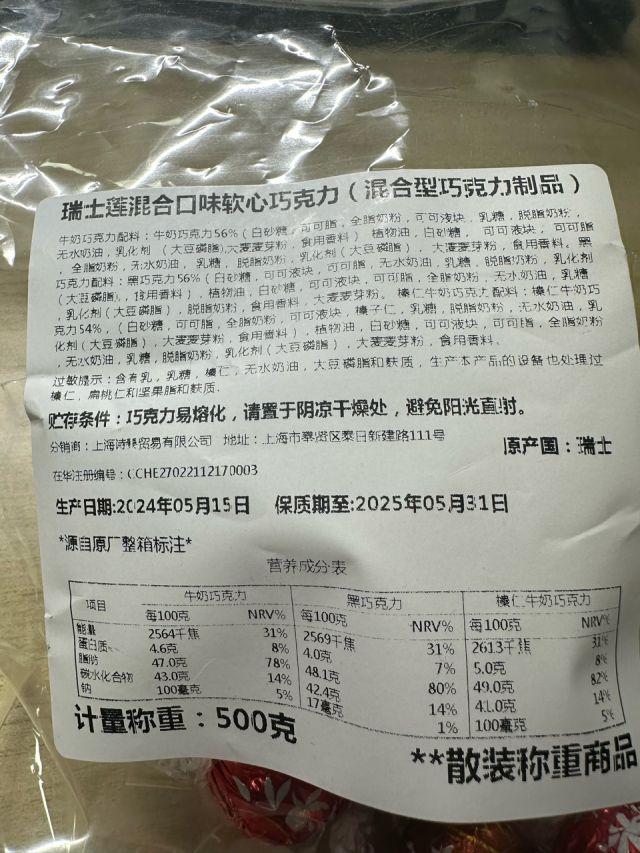 瑞士莲混合口味软心巧克力（混合型巧克力制品）
牛奶巧克力配料：牛奶巧克力56%（白砂糖，可可脂，全脂奶粉，可可液块，乳糖，脱脂奶粉，
无水奶油，乳化剂（大豆磷脂),大麦麦芽粉，食用香料） 植物油，白砂糖， 可可液块， 可可脂
，全脂奶粉，无水奶油， 乳糖，脱脂奶粉，乳化剂（大豆磷脂）， 大麦麦芽粉，食用香料。黑
巧克力配料：黑巧克力56%（白砂糖，可可液块，可可脂，无水奶油，乳糖，脱脂奶粉，乳化剂
（大豆磷脂)，食用香料），植物油，白砂糖，可可液块，可可脂，全脂奶粉，无水奶油，乳糖
，乳化剂（大豆磷脂），脱脂奶粉，食用香料，大麦麦芽粉。榛仁牛奶巧克力配料：榛仁牛奶巧
克力54%，（白砂糖，可可脂，全脂奶粉，可可液块，榛子仁，乳糖，脱脂奶粉，无水奶油，乳
化剂（大豆磷脂），大麦麦芽粉，食用香料），植物油，白砂糖，可可液块，可可脂，全脂奶粉
，无水奶油，乳糖，脱脂奶粉，乳化剂（大豆磷脂），大麦麦芽粉，食用香料。
过敏提示：含有乳，乳糖，榛仁，无水奶油，大豆磷脂和麸质，生产本产品的设备也处理过
榛仁，扁桃仁和坚果脂和麸质.
贮存条件：巧克力易熔化，请置于阴凉干燥处，避免阳光直射。
分销商：上海诗赟贸易有限公司 地址：上海市奉贤区泰日新建路111号
原产国：瑞士
在华注册编号：CCHE27022112170003
生产日期:2024年05月15日 保质期至:2025年05月31日
*源自原厂整箱标注*
营养成分表
项目 牛奶巧克力 黑巧克力 榛仁牛奶巧克力
每100克 NRV% 每100克 NRV% 每100克 NRV%
能量 2564千焦 31% 2569千焦 31% 2613千焦 31%
蛋白质 4.6克 8% 4.0克 7% 5.0克 8%
脂肪 47.0克 78% 48.1克 80% 49.0克 82%
碳水化合物 43.0克 14% 42.4克 14% 41.0克 14%
钠 100毫克 5% 17毫克 1% 100毫克 5%
计量称重：500克
**散装称重商品